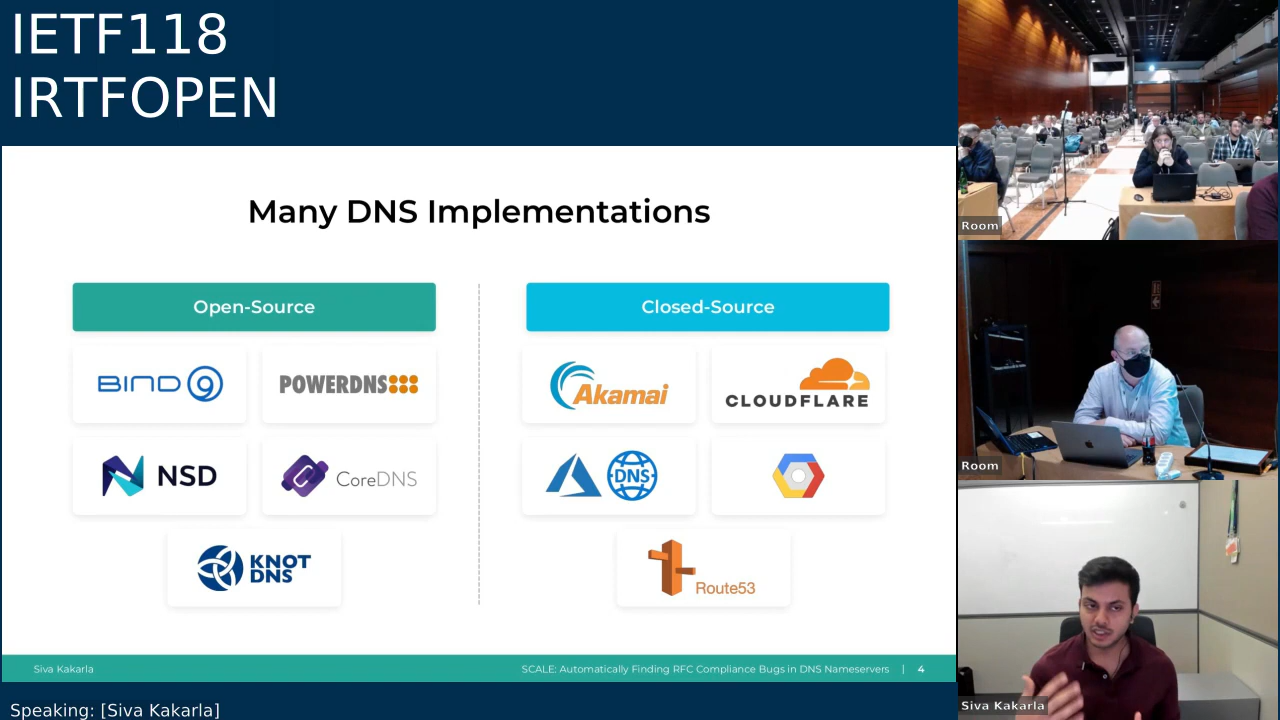 IETF118
IRTFOPEN
Many DNS Implementations
Open-Source
Closed-Source
BIND 9
POWERDNS
Akamai
CLOUDFLARE
NSD
CoreDNS
DNS
DNS
KNOT
DNS
Route53
Siva Kakarla
SCALE: Automatically Finding RFC Compliance Bugs in DNS Nameservers | 4
Speaking: [Siva Kakarla]
Room
Room
Siva Kakarla